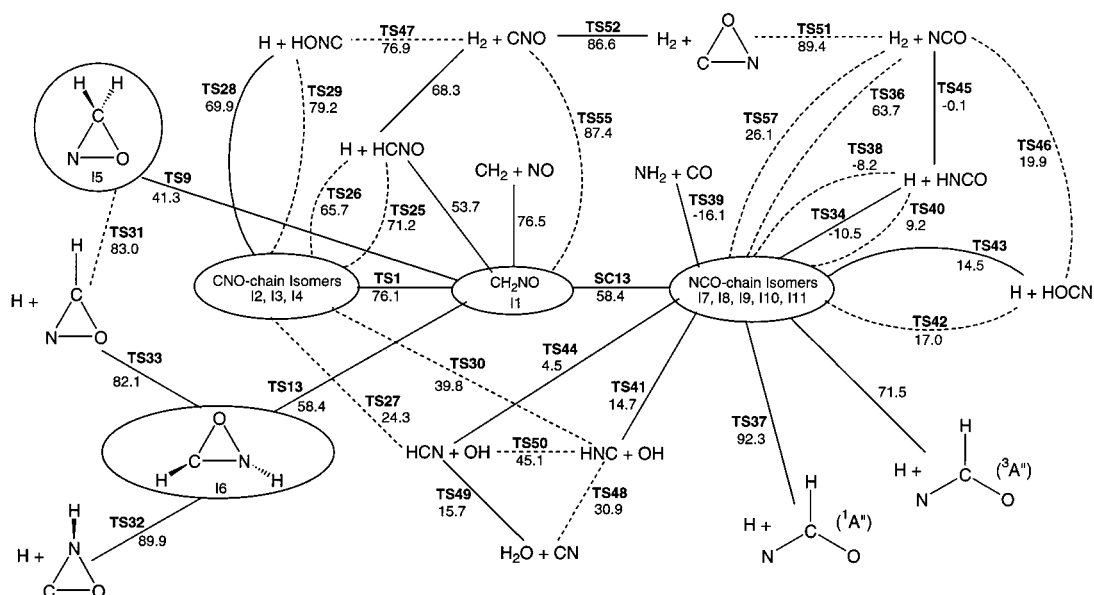 TS47
TS52
TS51
H + HONC
76.9
H₂ + CNO
86.6
H₂ +
O
C
N
89.4
H₂ + NCO
H
H
C
N
O
I5
TS28
69.9
TS29
79.2
68.3
TS55
87.4
TS57
26.1
TS36
63.7
TS45
-0.1
TS46
19.9
H + HCNO
CH₂ + NO
NH₂ + CO
TS38
-8.2
H + HNCO
TS9
41.3
TS26
65.7
TS25
71.2
53.7
76.5
TS39
-16.1
TS34
-10.5
TS40
9.2
TS31
83.0
H
H +
C
N
O
CNO-chain Isomers
I2, I3, I4
TS1
76.1
CH₂NO
I1
SC13
58.4
NCO-chain Isomers
I7, I8, I9, I10, I11
TS43
14.5
H + HOCN
TS42
17.0
TS33
82.1
TS13
58.4
TS30
39.8
TS44
4.5
TS41
14.7
TS27
24.3
TS37
92.3
71.5
O
C
N
H
H
I6
HCN + OH
TS50
45.1
HNC + OH
TS49
15.7
TS48
30.9
H₂O + CN
TS32
89.9
H
H +
N
C
O
H
H +
C
N
O
(¹A")
H
H +
C
N
O
(³A")